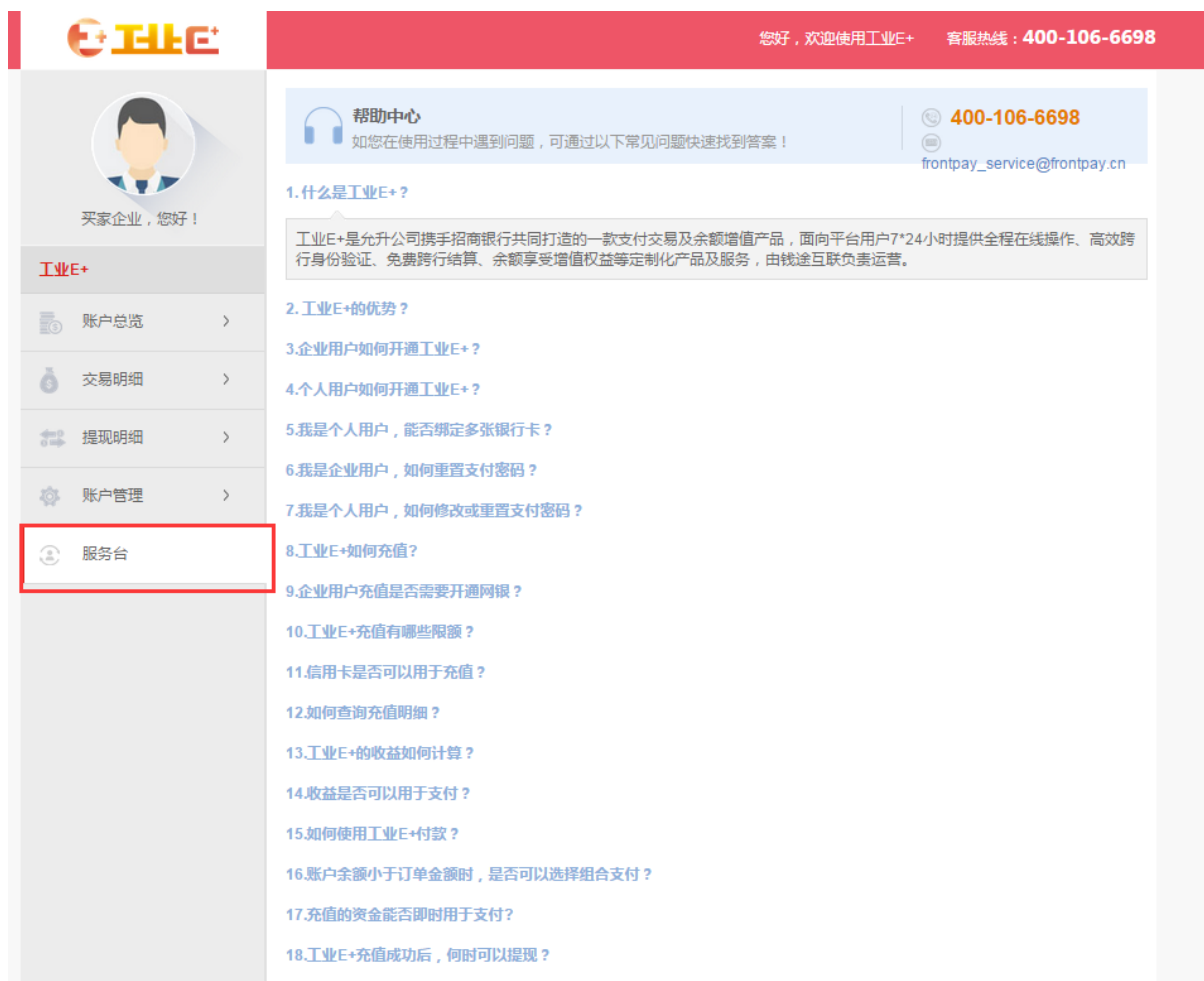 E+ 工业E+
您好，欢迎使用工业E+ 客服热线：400-106-6698
买家企业，您好！
工业E+
账户总览
交易明细
提现明细
账户管理
服务台
帮助中心
如您在使用过程中遇到问题，可通过以下常见问题快速找到答案！
400-106-6698
frontpay_service@frontpay.cn
1.什么是工业E+？
工业E+是允升公司携手招商银行共同打造的一款支付交易及余额增值产品，面向平台用户7*24小时提供全程在线操作、高效跨
行身份验证、免费跨行结算、余额享受增值权益等定制化产品及服务，由钱途互联负责运营。
2.工业E+的优势？
3.企业用户如何开通工业E+？
4.个人用户如何开通工业E+？
5.我是个人用户，能否绑定多张银行卡？
6.我是企业用户，如何重置支付密码？
7.我是个人用户，如何修改或重置支付密码？
8.工业E+如何充值?
9.企业用户充值是否需要开通网银？
10.工业E+充值有哪些限额？
11.信用卡是否可以用于充值？
12.如何查询充值明细？
13.工业E+的收益如何计算？
14.收益是否可以用于支付？
15.如何使用工业E+付款？
16.账户余额小于订单金额时，是否可以选择组合支付？
17.充值的资金能否即时用于支付?
18.工业E+充值成功后，何时可以提现？